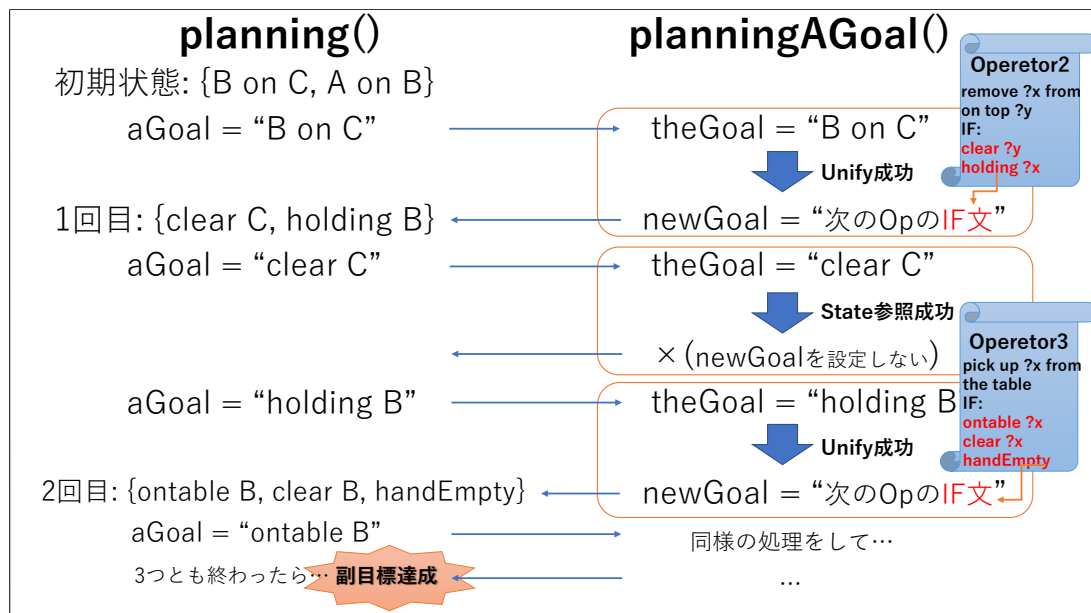 planning()
planningAGoal()
初期状態: {B on C, A on B}
aGoal = “B on C”
theGoal = “B on C”
Unify成功
Operetor2
remove ?x from
on top ?y
IF:
clear ?y
holding ?x
newGoal = “次のOpのIF文”
1回目: {clear C, holding B}
aGoal = “clear C”
theGoal = “clear C”
State参照成功
×(newGoalを設定しない)
Operetor3
pick up ?x from
the table
IF:
ontable ?x
clear ?x
handEmpty
aGoal = “holding B”
theGoal = “holding B
Unify成功
newGoal = “次のOpのIF文”
2回目: {ontable B, clear B, handEmpty}
aGoal = “ontable B”
同様の処理をして…
3つとも終わったら… 副目標達成
…